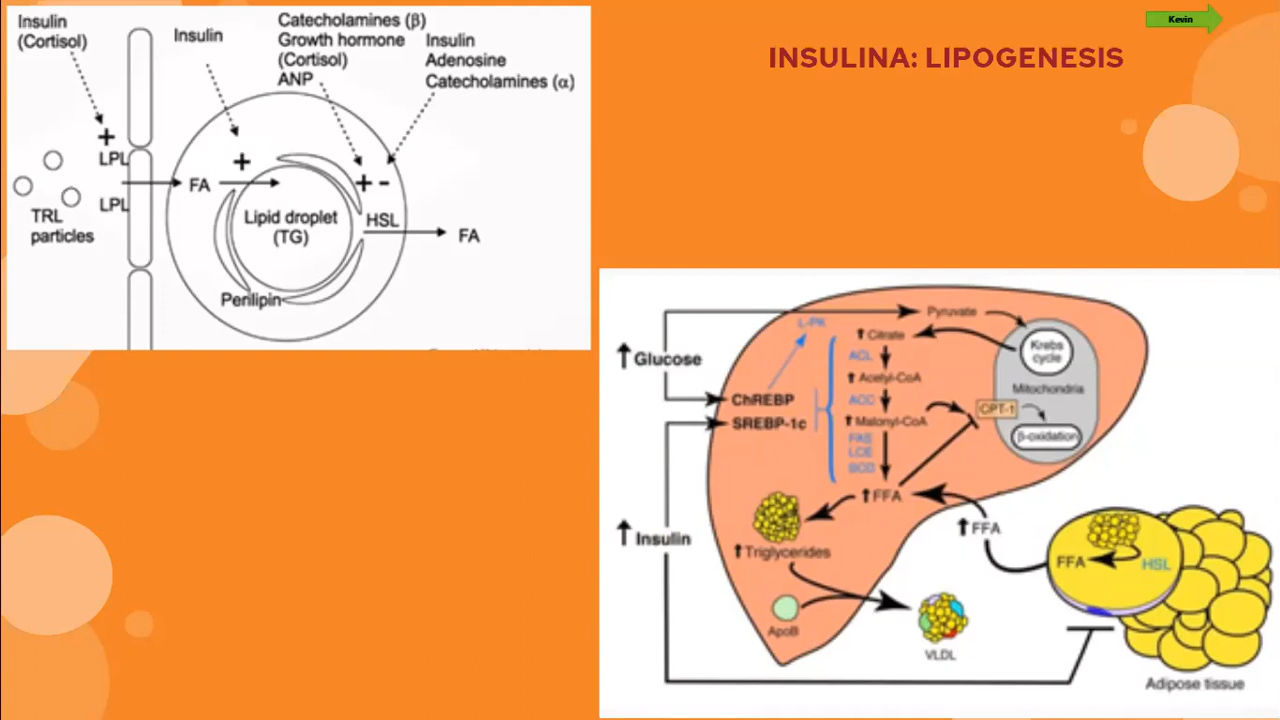 Kevin
INSULINA: LIPOGENESIS
Insulin
(Cortisol)
Insulin
Catecholamines (β)
Growth hormone
(Cortisol)
ANP
Insulin
Adenosine
Catecholamines (α)
+
LPL
LPL
TRL
particles
FA
+
Lipid droplet
(TG)
+ -
HSL
FA
Perilipin
Glucose
Insulin
L-PK
ChREBP
SREBP-1c
Pyruvate
Citrate
ACL
Acetyl-CoA
ACC
Malonyl-CoA
FAS
LCE
SCD
FFA
Krebs
cycle
Mitochondria
CPT-1
β-oxidation
Triglycerides
ApoB
VLDL
FFA
FFA
HSL
Adipose tissue